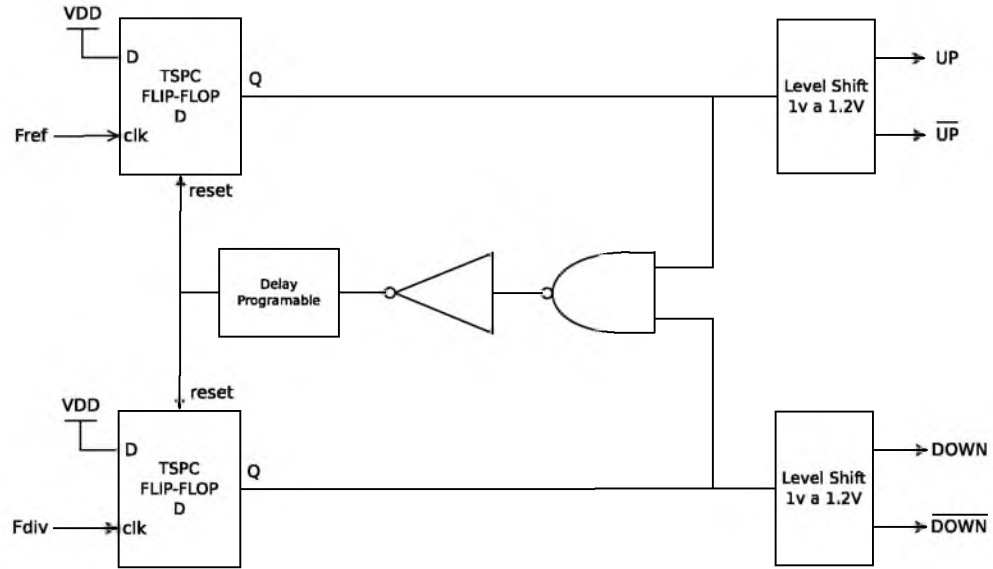 VDD
D
TSPC
FLIP-FLOP
D
Q
Fref
clk
reset
Level Shift
1v a 1.2V
UP
UP
Delay
Programable
reset
VDD
D
TSPC
FLIP-FLOP
D
Q
Fdiv
clk
Level Shift
1v a 1.2V
DOWN
DOWN